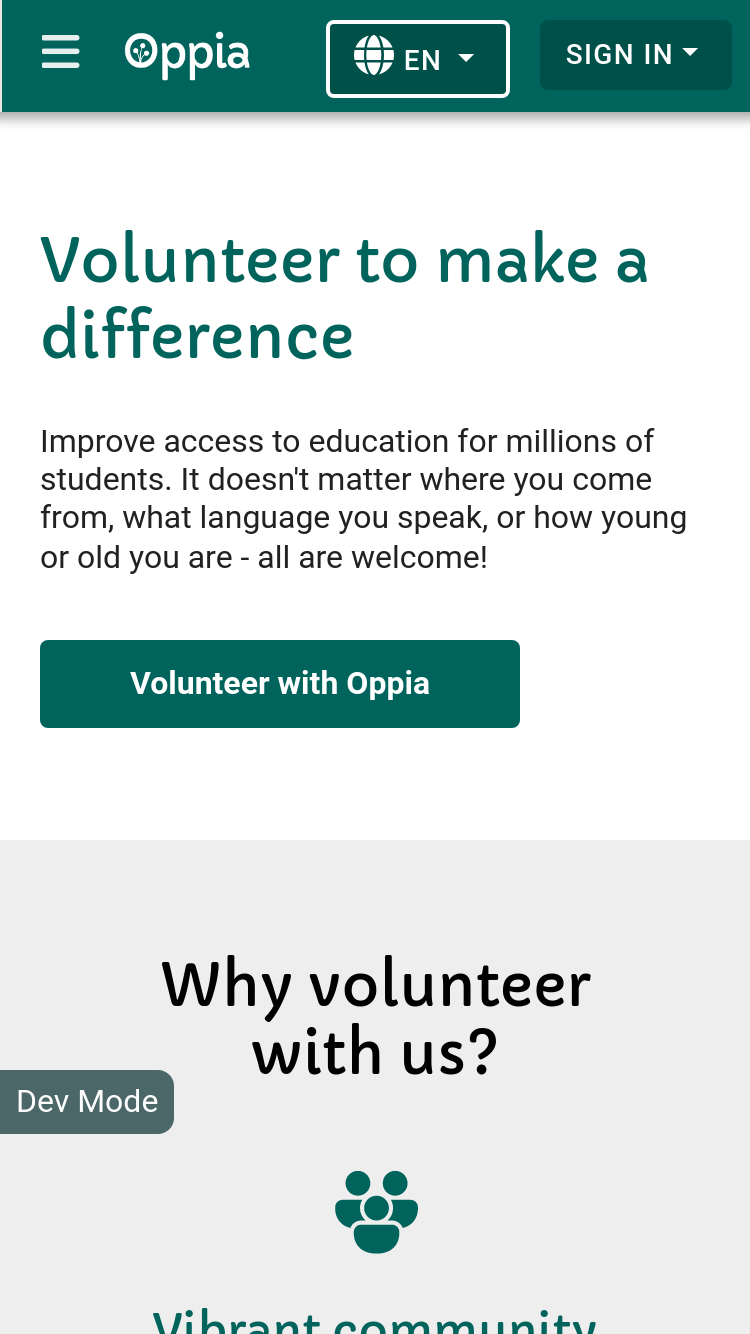 Oppia
EN
SIGN IN
Volunteer to make a
difference
Improve access to education for millions of
students. It doesn't matter where you come
from, what language you speak, or how young
or old you are - all are welcome!
Volunteer with Oppia
Why volunteer
with us?
Dev Mode
Vibrant community